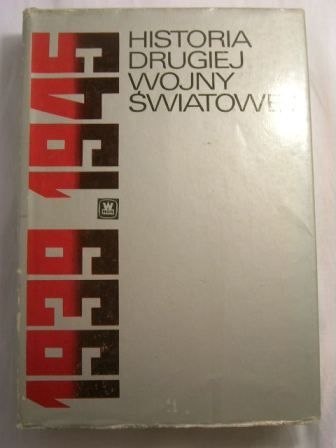 HISTORIA
DRUGIEJ
WOJNY
ŚWIATOWEJ
1939 1945
W